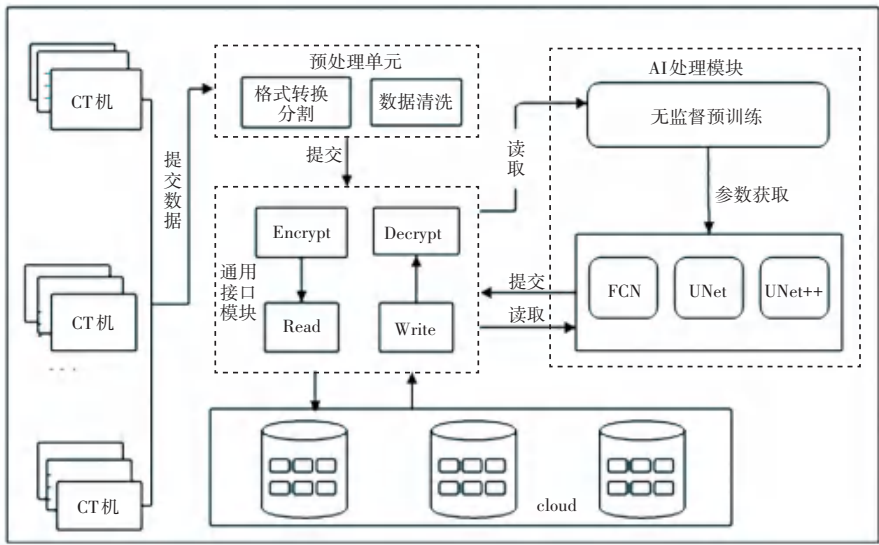 CT机
CT机
. . .
CT机
提交数据
预处理单元
格式转换
分割
数据清洗
提交
通用
接口
模块
Encrypt
Decrypt
Read
Write
读取
提交
读取
AI处理模块
无监督预训练
参数获取
FCN
UNet
UNet++
cloud